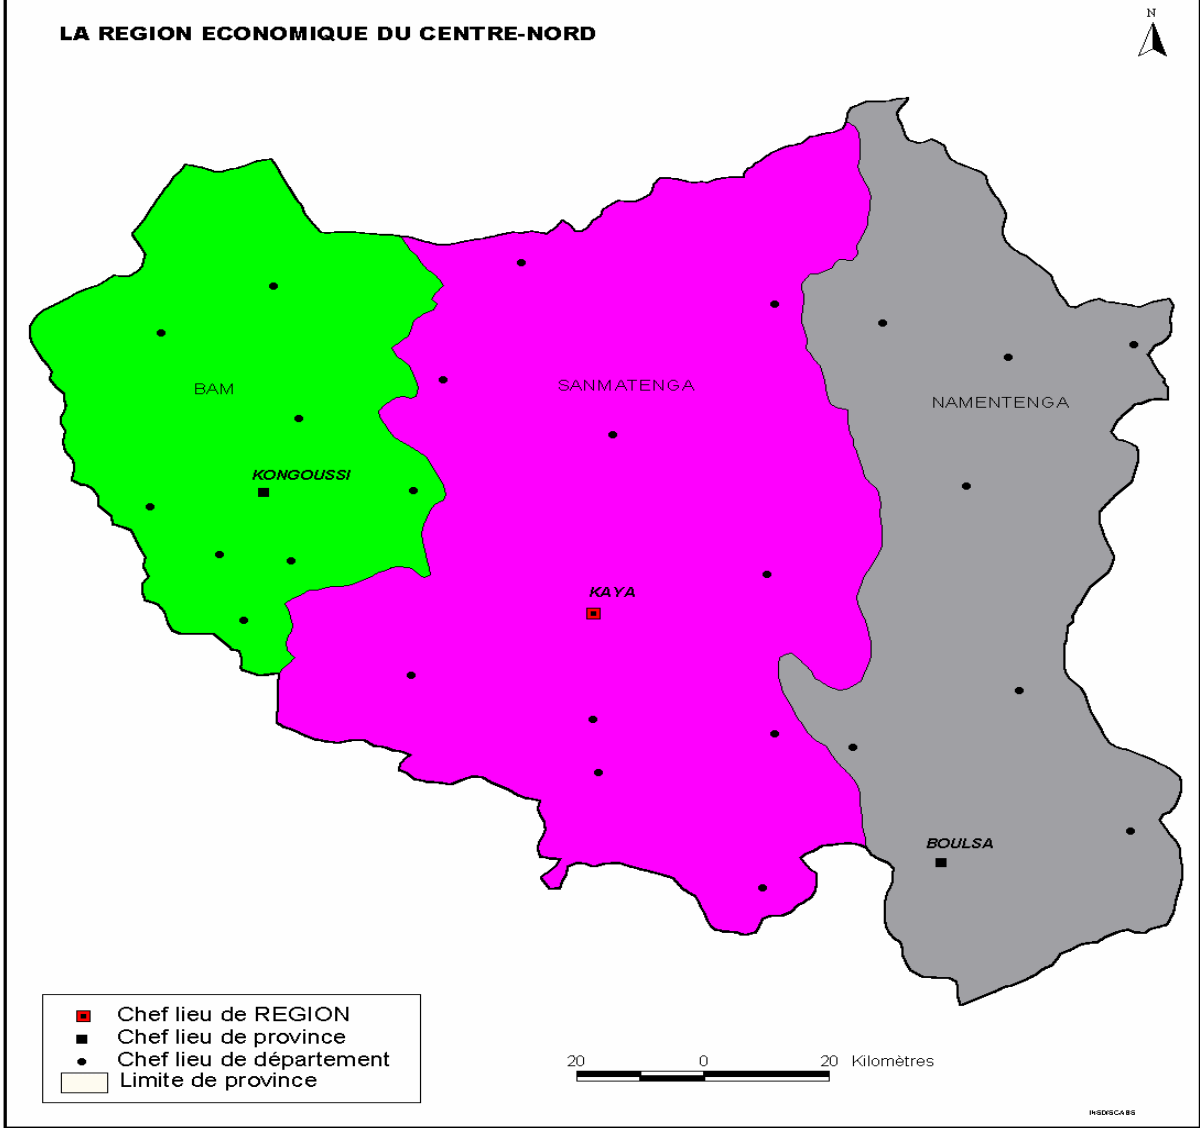 LA REGION ECONOMIQUE DU CENTRE-NORD
N
BAM
SANMATENGA
NAMENTENGA
KONGOUSSI
KAYA
BOULSA
Chef lieu de REGION
Chef lieu de province
Chef lieu de département
Limite de province
20 0 20 Kilomètres